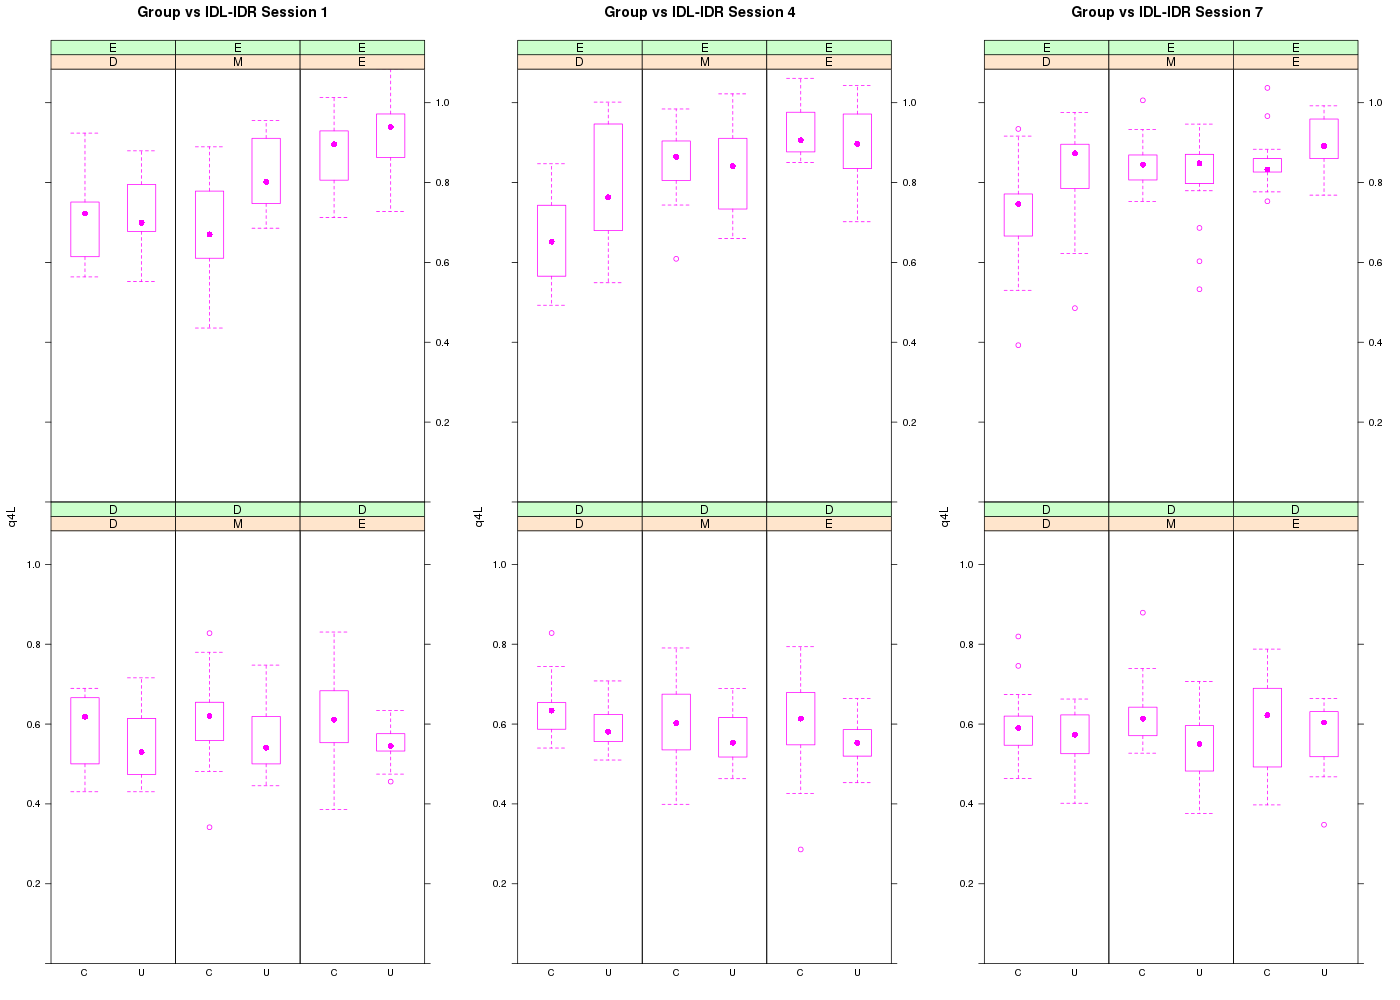 Group vs IDL-IDR Session 1 Group vs IDL-IDR Session 4 Group vs IDL-IDR Session 7
E E E E E E E E E
D M E D M E D M E
1.0 1.0 1.0
0.8 0.8 0.8
0.6 0.6 0.6
0.4 0.4 0.4
0.2 0.2 0.2
q4L q4L q4L
D D D D D D D D D
D M E D M E D M E
1.0 1.0 1.0
0.8 0.8 0.8
0.6 0.6 0.6
0.4 0.4 0.4
0.2 0.2 0.2
C U C U C U C U C U C U C U C U C U